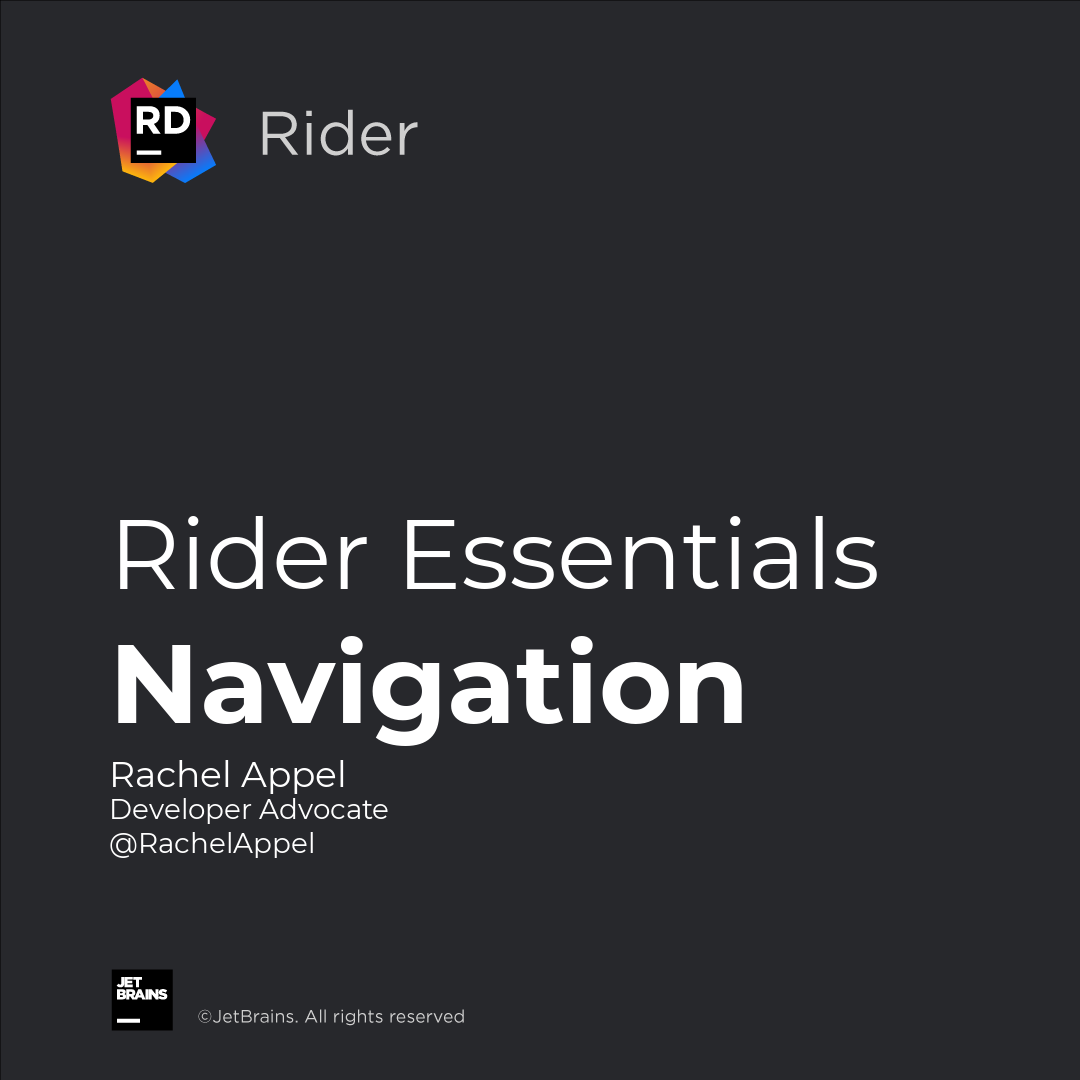 RD
Rider
Rider Essentials
Navigation
Rachel Appel
Developer Advocate
@RachelAppel
JET
BRAINS
©JetBrains. All rights reserved